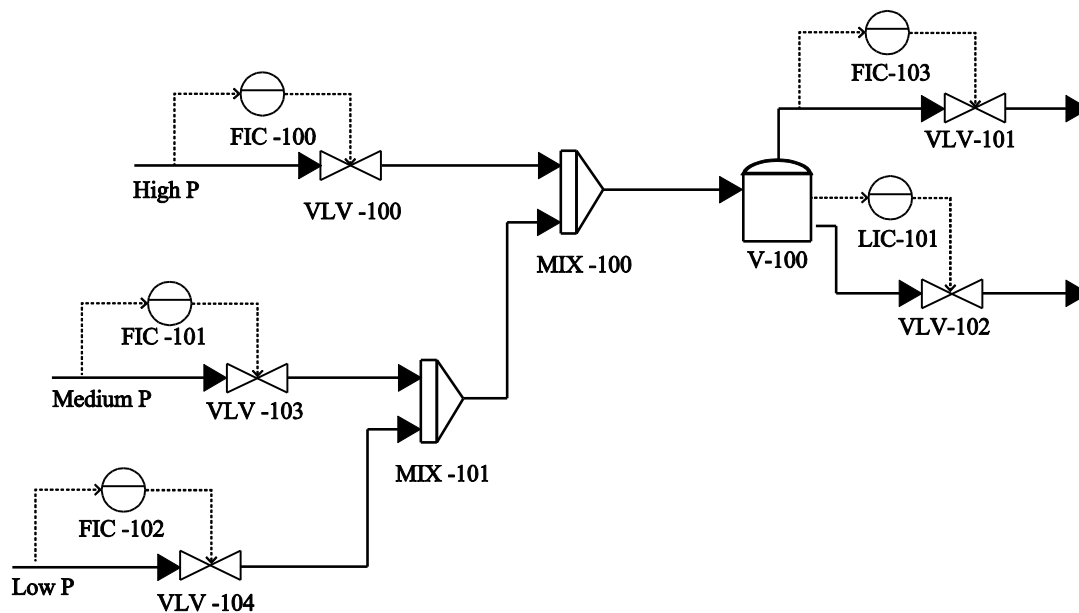 FIC-103
VLV-101
FIC -100
High P
VLV -100
LIC-101
MIX -100
V-100
VLV-102
FIC -101
Medium P
VLV -103
MIX -101
FIC -102
Low P
VLV -104